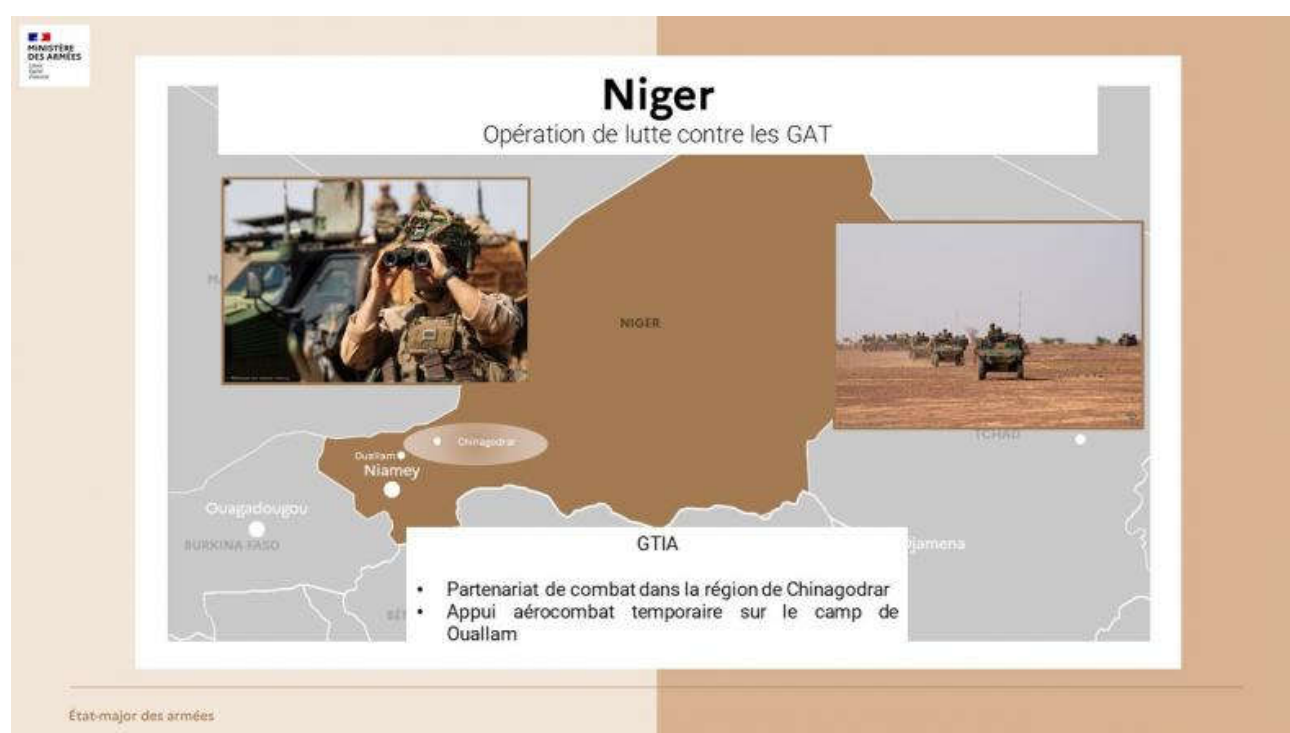 MINISTÈRE
DES ARMÉES
Niger
Opération de lutte contre les GAT
NIGER
Chinagodrar
Ouallam
Niamey
TCHAD
Ouagadougou
BURKINA FASO
Djamena
GTIA
• Partenariat de combat dans la région de Chinagodrar
• Appui aérocombat temporaire sur le camp de
Ouallam
État-major des armées